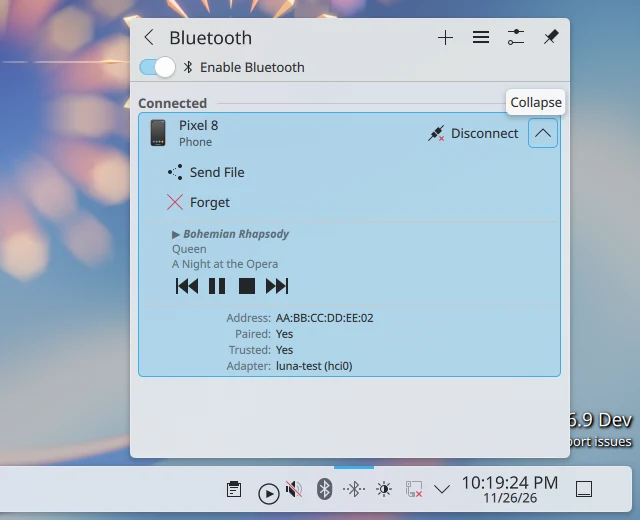 Bluetooth
Enable Bluetooth
Connected
Collapse
Pixel 8
Phone
Disconnect
Send File
Forget
▶ Bohemian Rhapsody
Queen
A Night at the Opera
Address: AA:BB:CC:DD:EE:02
Paired: Yes
Trusted: Yes
Adapter: luna-test (hci0)
6.9 Dev
port issues
10:19:24 PM
11/26/26